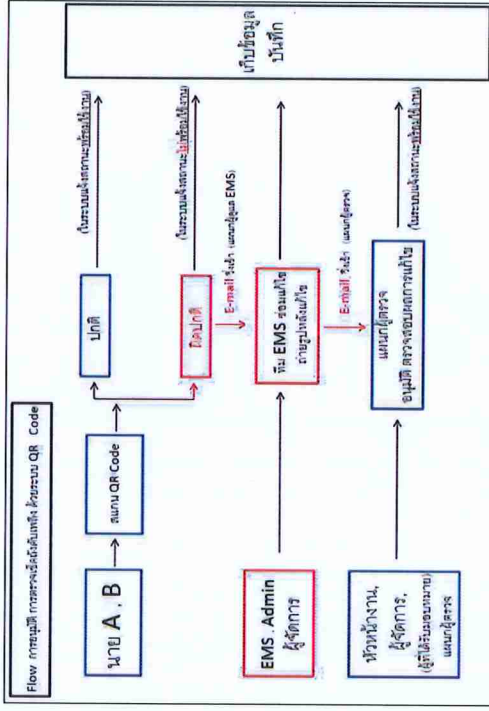 Flow การอนุมัติ การตรวจเช็คถังดับเพลิง ด้วยระบบ QR Code
นาย A . B
สแกน QR Code
ปกติ
(ในระบบแจ้งสถานะพร้อมใช้งาน)
ผิดปกติ
(ในระบบแจ้งสถานะไม่พร้อมใช้งาน)
E-mail วิ่งเข้า (แผนกผู้ดูแล EMS)
EMS . Admin
ผู้จัดการ
ทีม EMS ซ่อมแก้ไข
ถ่ายรูปหลังแก้ไข
E-mail วิ่งเข้า (แผนกผู้ตรวจ)
หัวหน้างาน,
ผู้จัดการ,
(ผู้ที่ได้รับมอบหมาย)
แผนกผู้ตรวจ
แผนกผู้ตรวจ
อนุมัติ ตรวจสอบผลการแก้ไข
(ในระบบแจ้งสถานะพร้อมใช้งาน)
เก็บข้อมูล
บันทึก